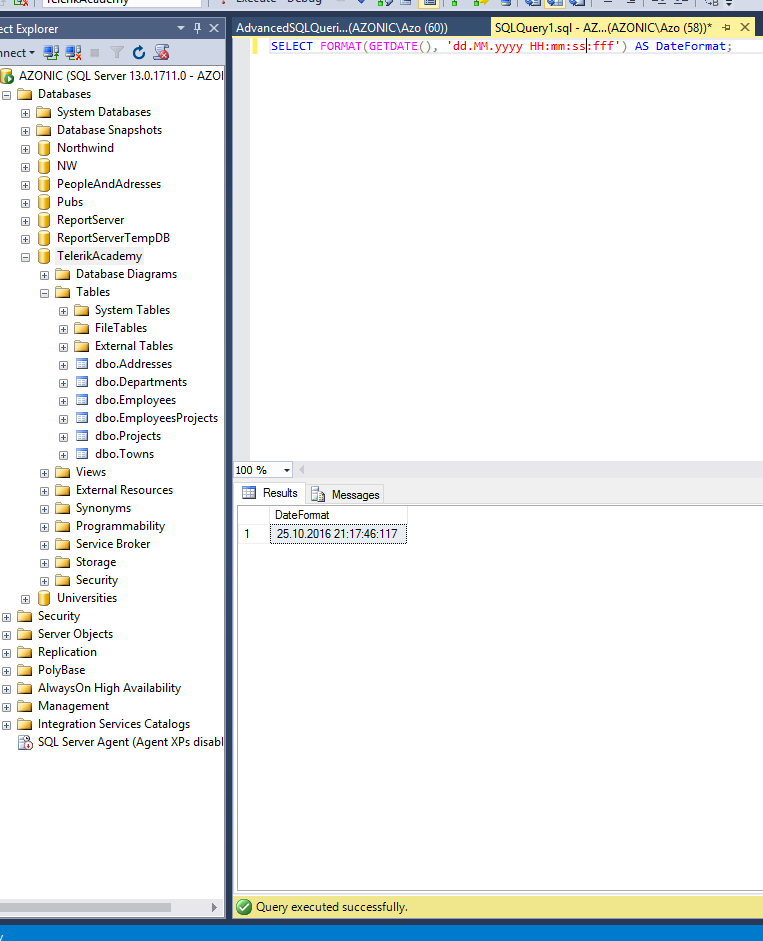 TelerikAcademy
Execute Debug
ect Explorer
nnect
AZONIC (SQL Server 13.0.1711.0 - AZOI
Databases
System Databases
Database Snapshots
Northwind
NW
PeopleAndAdresses
Pubs
ReportServer
ReportServerTempDB
TelerikAcademy
Database Diagrams
Tables
System Tables
FileTables
External Tables
dbo.Addresses
dbo.Departments
dbo.Employees
dbo.EmployeesProjects
dbo.Projects
dbo.Towns
Views
External Resources
Synonyms
Programmability
Service Broker
Storage
Security
Universities
Security
Server Objects
Replication
PolyBase
AlwaysOn High Availability
Management
Integration Services Catalogs
SQL Server Agent (Agent XPs disabl
AdvancedSQLQueri...(AZONIC\Azo (60))
SQLQuery1.sql - AZ...(AZONIC\Azo (58))*
SELECT FORMAT(GETDATE(), 'dd.MM.yyyy HH:mm:ss:fff') AS DateFormat;
100 %
Results
Messages
DateFormat
1 25.10.2016 21:17:46:117
Query executed successfully.